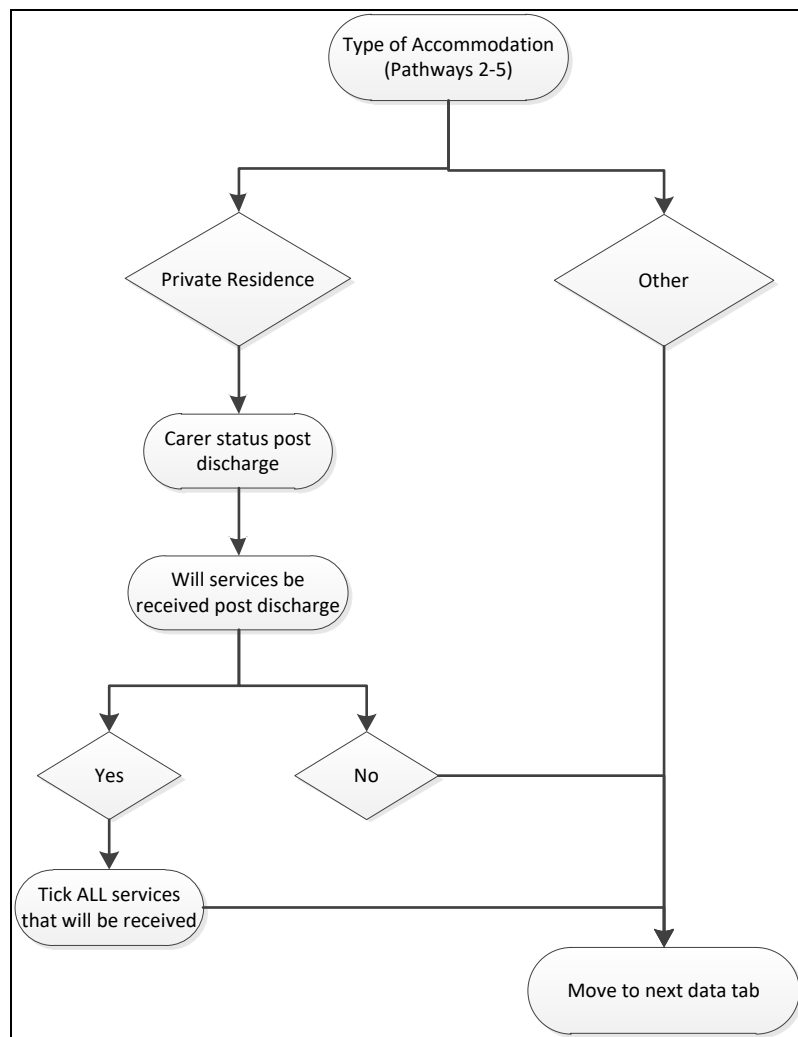 Type of Accommodation
(Pathways 2-5)
Private Residence
Other
Carer status post
discharge
Will services be
received post discharge
Yes
No
Tick ALL services
that will be received
Move to next data tab